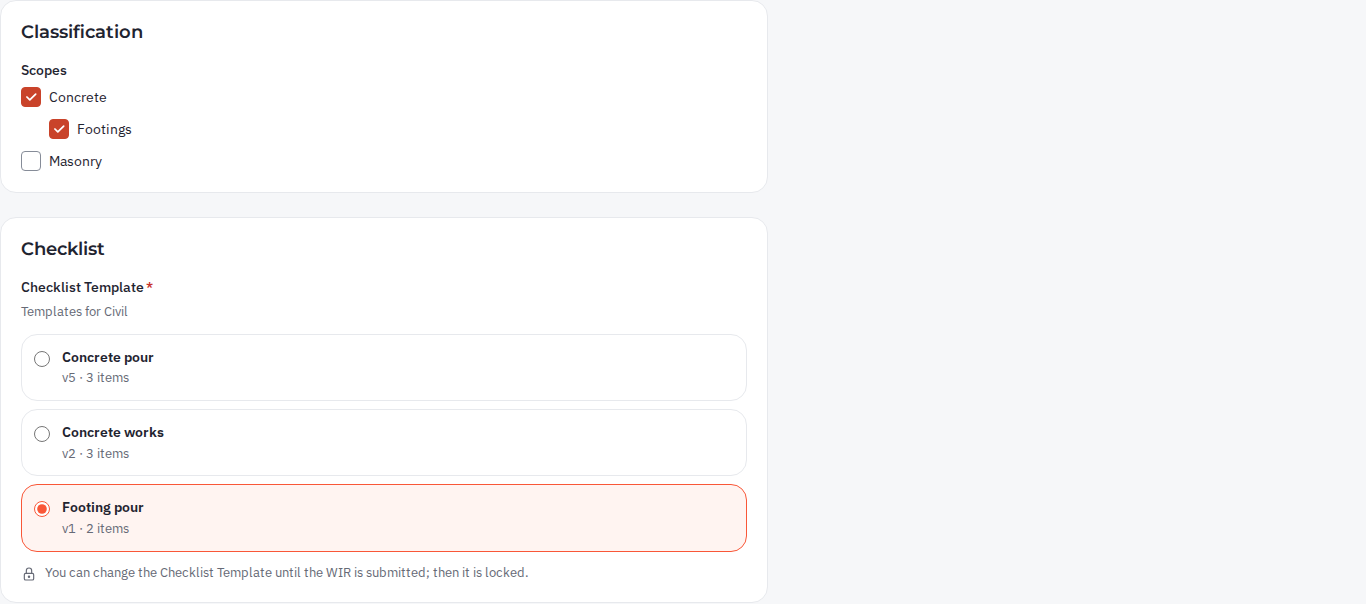 Classification
Scopes
Concrete
Footings
Masonry
Checklist
Checklist Template *
Templates for Civil
Concrete pour
v5 · 3 items
Concrete works
v2 · 3 items
Footing pour
v1 · 2 items
You can change the Checklist Template until the WIR is submitted; then it is locked.